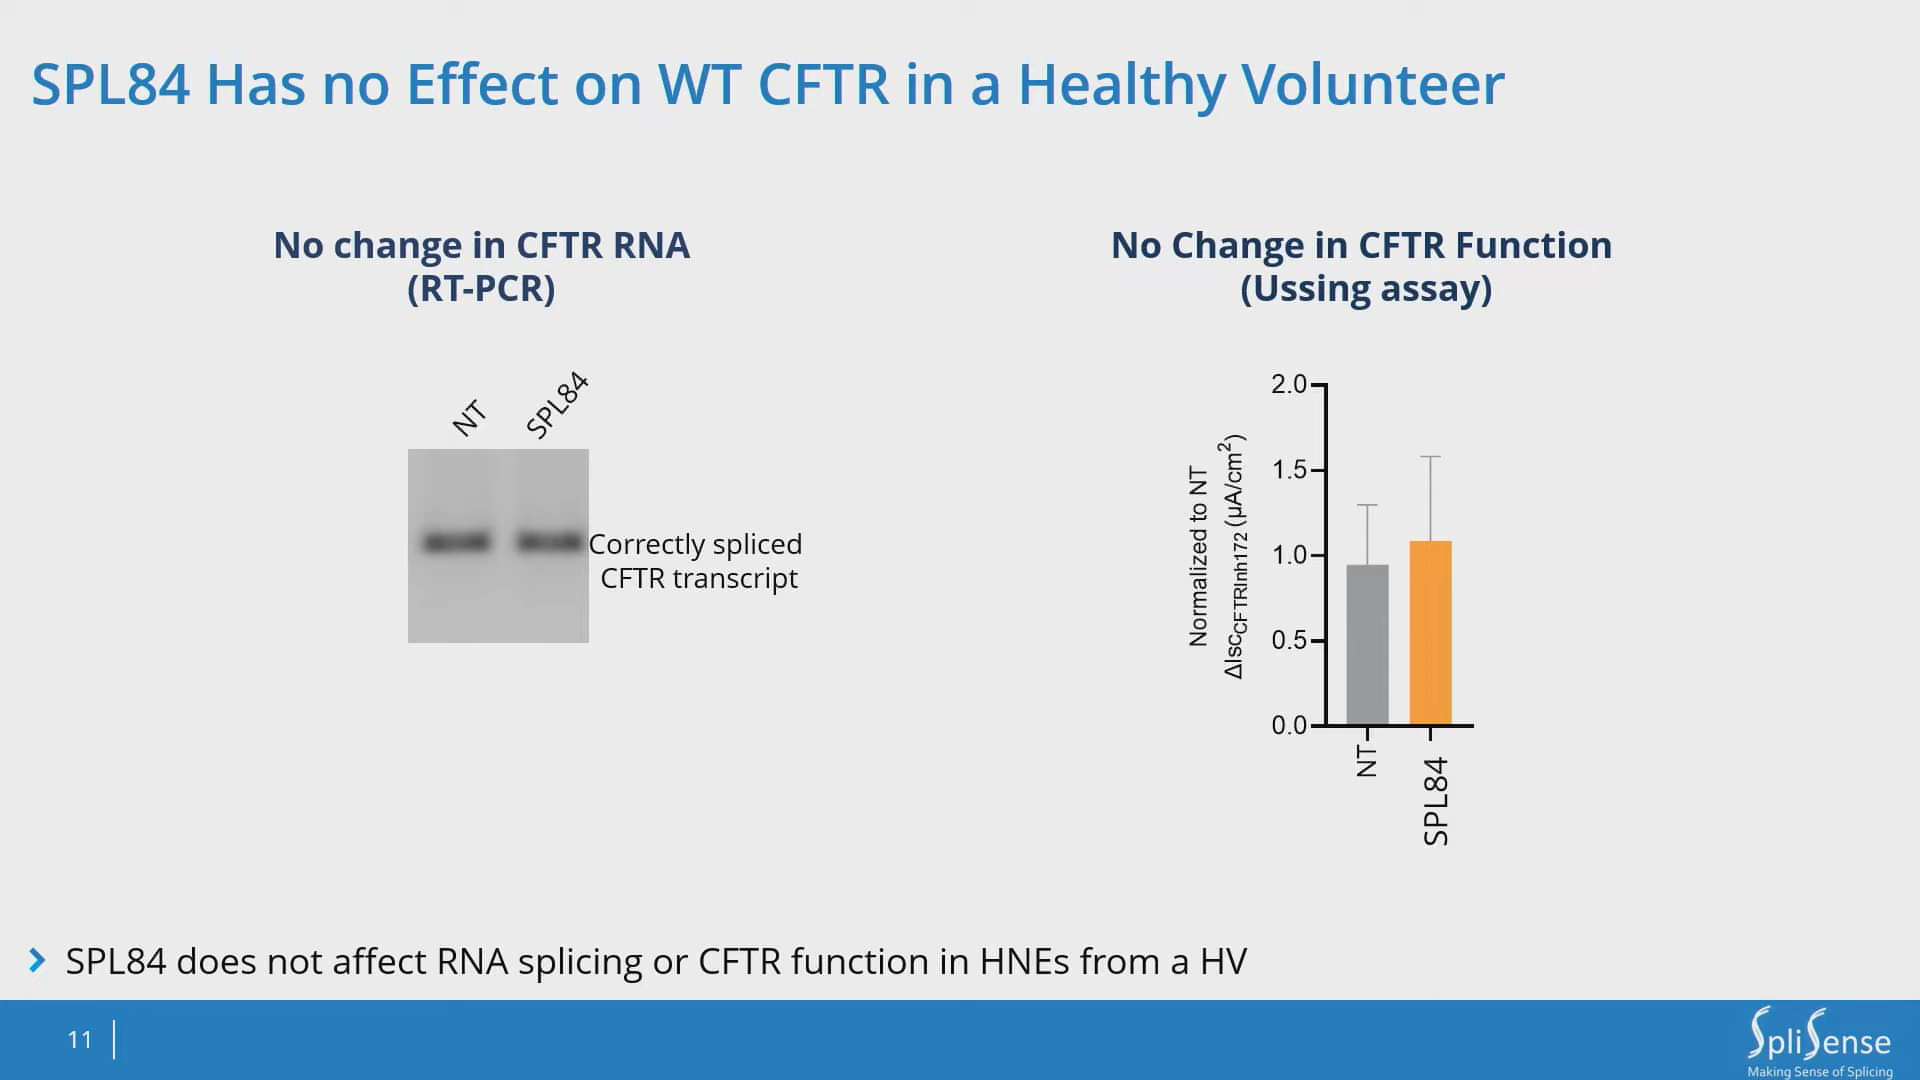 SPL84 Has no Effect on WT CFTR in a Healthy Volunteer
No change in CFTR RNA
(RT-PCR)
NT
SPL84
Correctly spliced
CFTR transcript
No Change in CFTR Function
(Ussing assay)
Normalized to NT
ΔIscCFTRInh172 (μA/cm2)
2.0
1.5
1.0
0.5
0.0
NT
SPL84
SPL84 does not affect RNA splicing or CFTR function in HNEs from a HV
11
SpliSense
Making Sense of Splicing